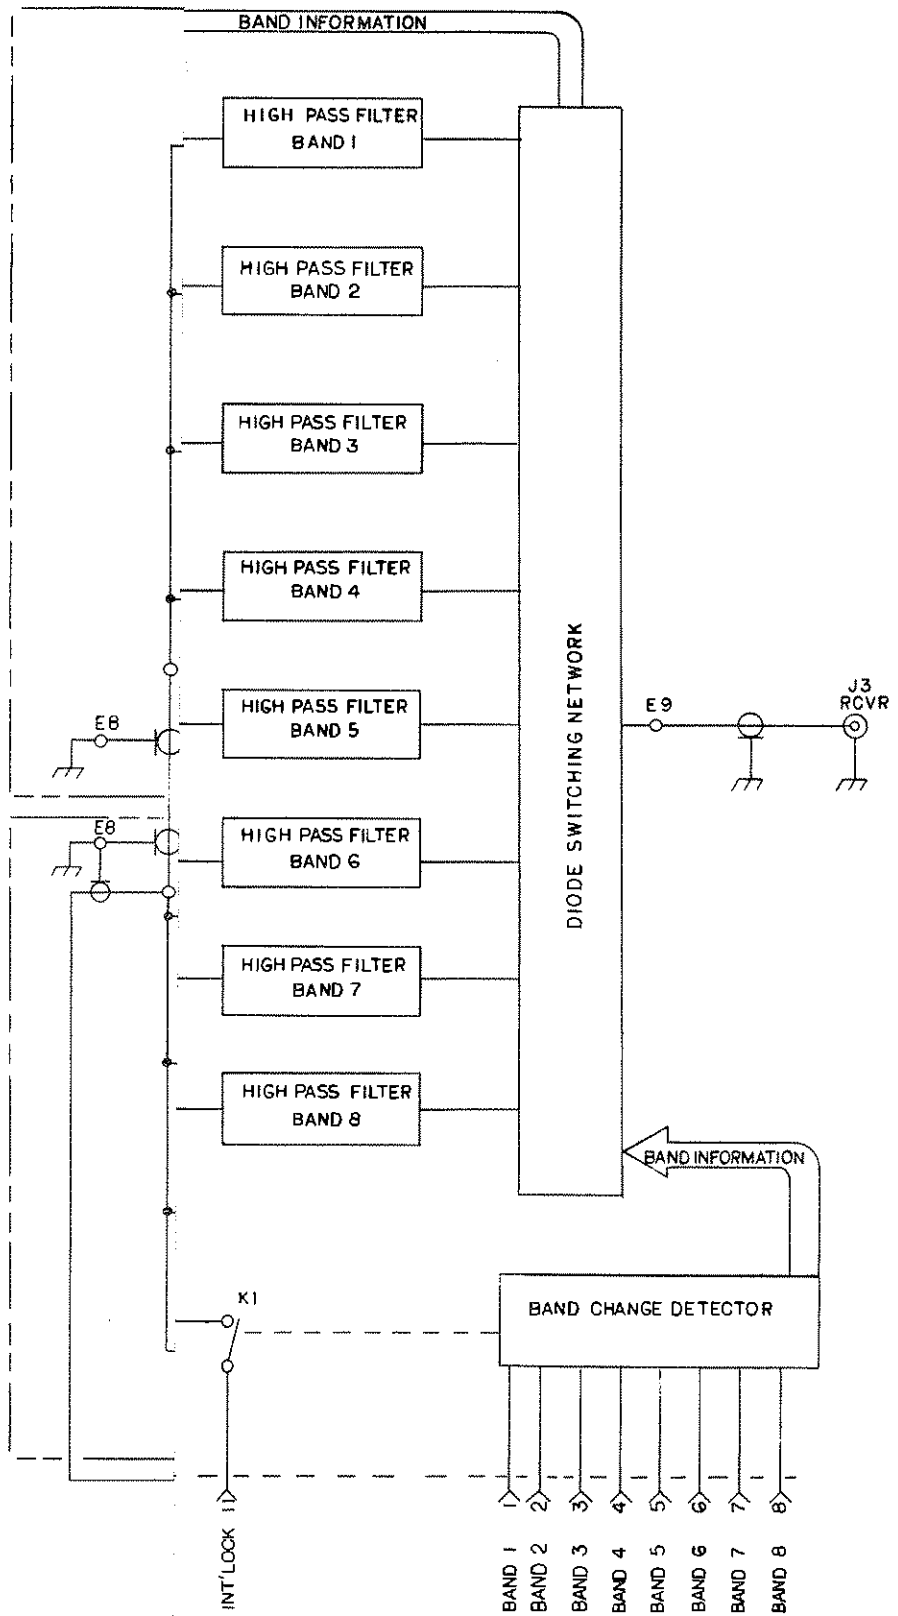 BAND INFORMATION
HIGH PASS FILTER
BAND 1
HIGH PASS FILTER
BAND 2
HIGH PASS FILTER
BAND 3
HIGH PASS FILTER
BAND 4
HIGH PASS FILTER
BAND 5
E8
DIODE SWITCHING NETWORK
E9
J3
RCVR
E8
HIGH PASS FILTER
BAND 6
HIGH PASS FILTER
BAND 7
HIGH PASS FILTER
BAND 8
BAND INFORMATION
K1
BAND CHANGE DETECTOR
11
1
2
3
4
5
6
7
8
INT'LOCK
BAND 1
BAND 2
BAND 3
BAND 4
BAND 5
BAND 6
BAND 7
BAND 8